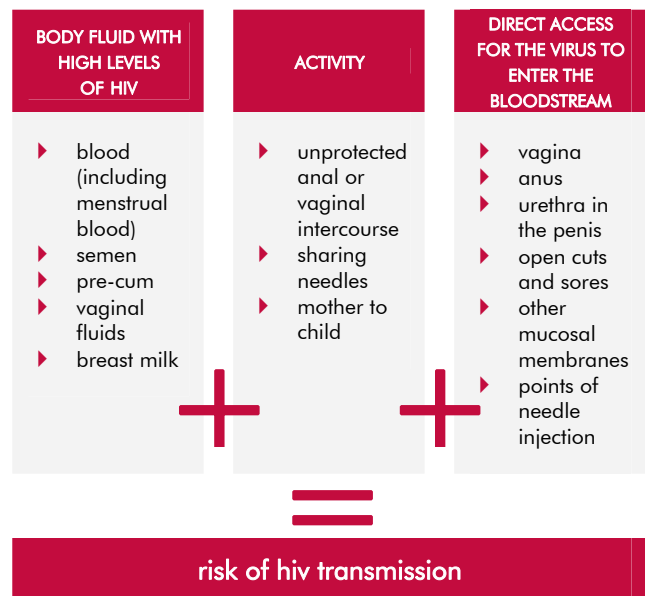 BODY FLUID WITH
HIGH LEVELS
OF HIV
blood
(including
menstrual
blood)
semen
pre-cum
vaginal
fluids
breast milk
ACTIVITY
unprotected
anal or
vaginal
intercourse
sharing
needles
mother to
child
DIRECT ACCESS
FOR THE VIRUS TO
ENTER THE
BLOODSTREAM
vagina
anus
urethra in
the penis
open cuts
and sores
other
mucosal
membranes
points of
needle
injection
risk of hiv transmission